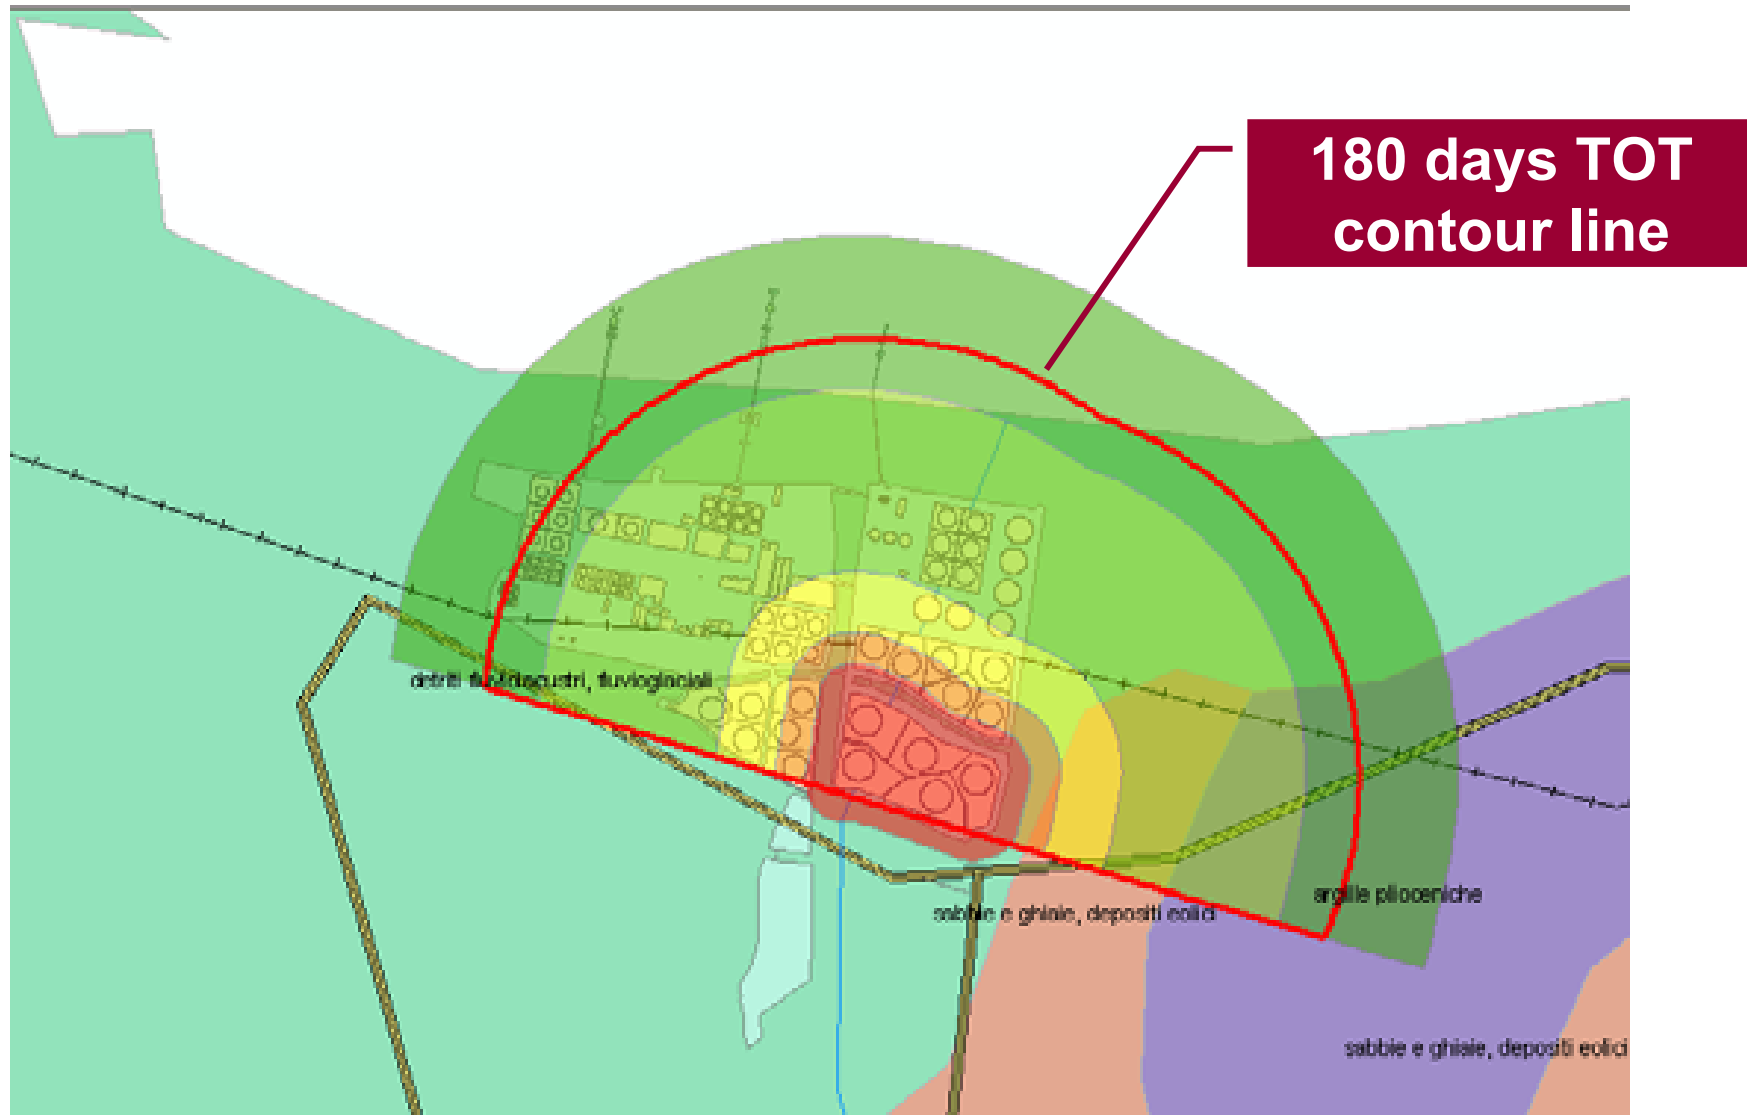 180 days TOT
contour line
detriti fluviolacustri, fluvioglaciali
argille plioceniche
sabbie e ghiaie, depositi eolici
sabbie e ghiaie, depositi eolici